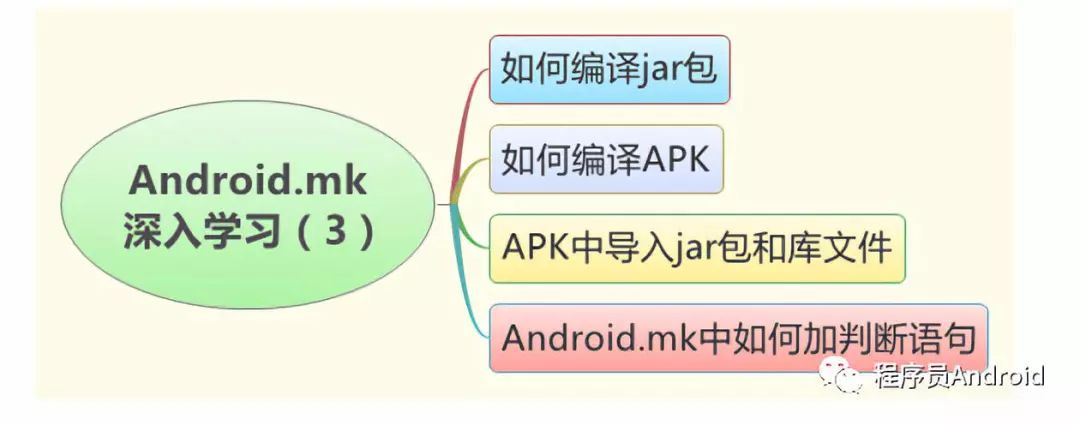 Android.mk
深入学习（3）
如何编译jar包
如何编译APK
APK中导入jar包和库文件
Android.mk中如何加判断语句
程序员Android